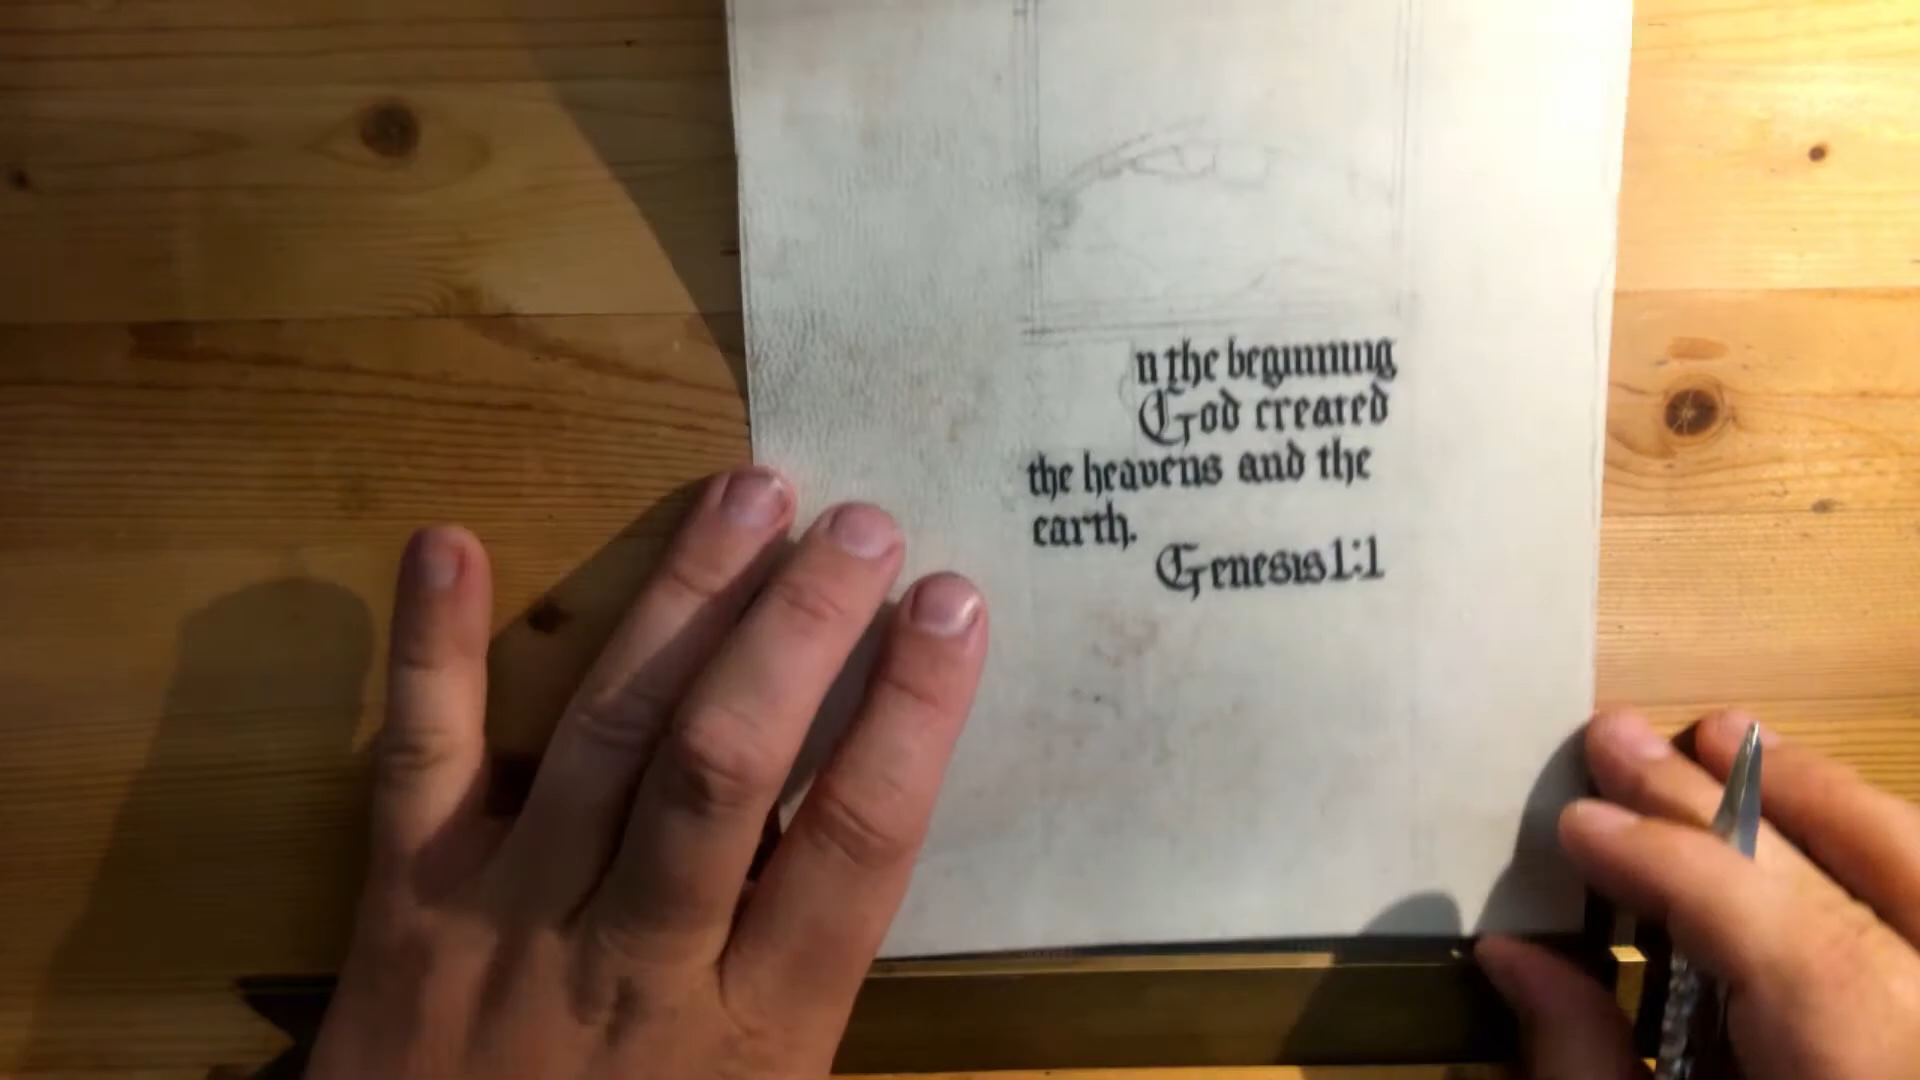 n the beginning
God created
the heavens and the
earth.
Genesis 1:1